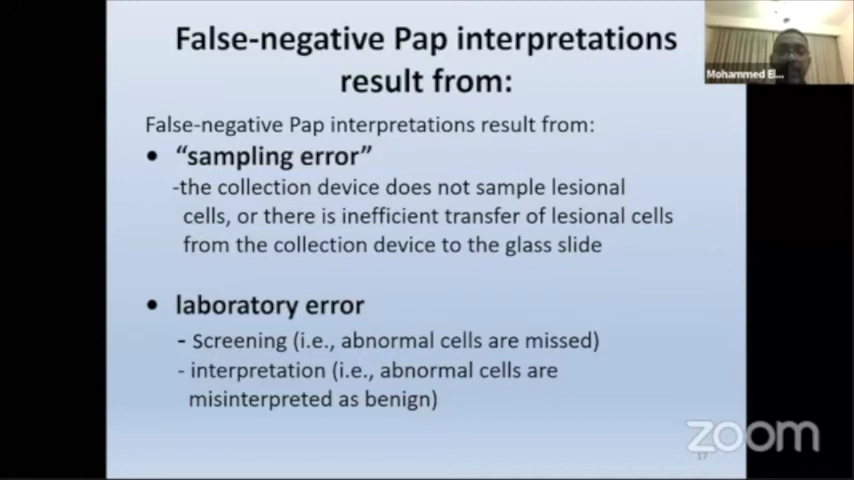 False-negative Pap interpretations
result from:
Mohammed El...
False-negative Pap interpretations result from:
• “sampling error”
-the collection device does not sample lesional
cells, or there is inefficient transfer of lesional cells
from the collection device to the glass slide
• laboratory error
- Screening (i.e., abnormal cells are missed)
- interpretation (i.e., abnormal cells are
misinterpreted as benign)
zoom
17